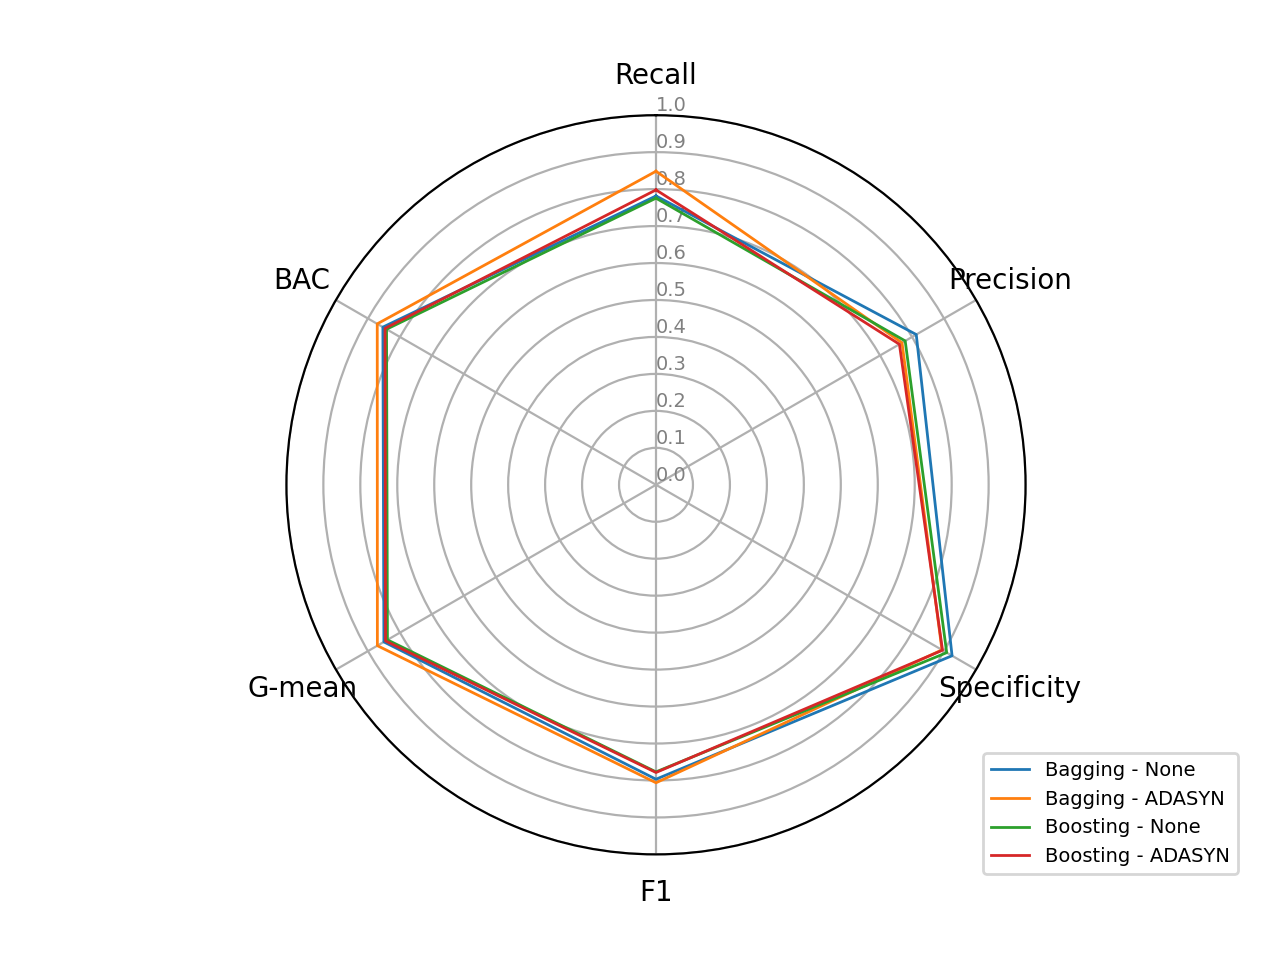 Recall
1.0
0.9
0.8
0.7
0.6
0.5
0.4
0.3
0.2
0.1
0.0
BAC
Precision
G-mean
Specificity
F1
Bagging - None
Bagging - ADASYN
Boosting - None
Boosting - ADASYN